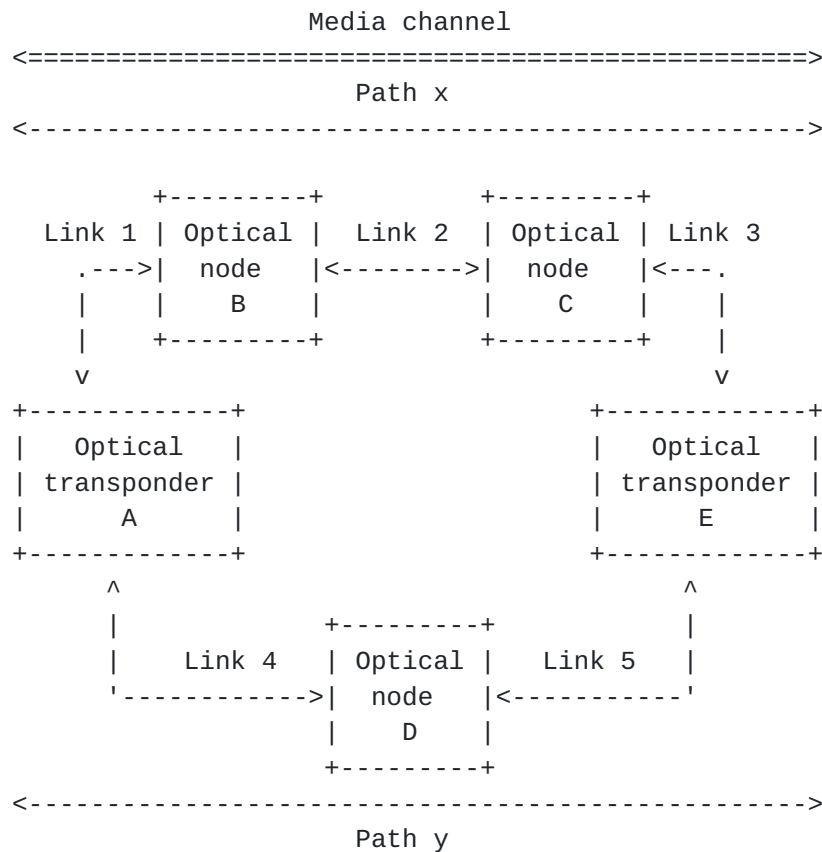 Media channel
<==================================================>
                      Path x
<-------------------------------------------------->

         +---------+          +---------+
  Link 1 | Optical |  Link 2  | Optical | Link 3
    .--->|  node   |<-------->|  node   |<---.
    |    |    B    |          |    C    |    |
    |    +---------+          +---------+    |
    v                                        v
+-------------+                      +-------------+
|   Optical   |                      |   Optical   |
| transponder |                      | transponder |
|      A      |                      |      E      |
+-------------+                      +-------------+
      ^                                    ^
      |             +---------+            |
      |    Link 4   | Optical |   Link 5   |
      '------------>|  node   |<-----------'
                    |    D    |
                    +---------+
<-------------------------------------------------->
                      Path y